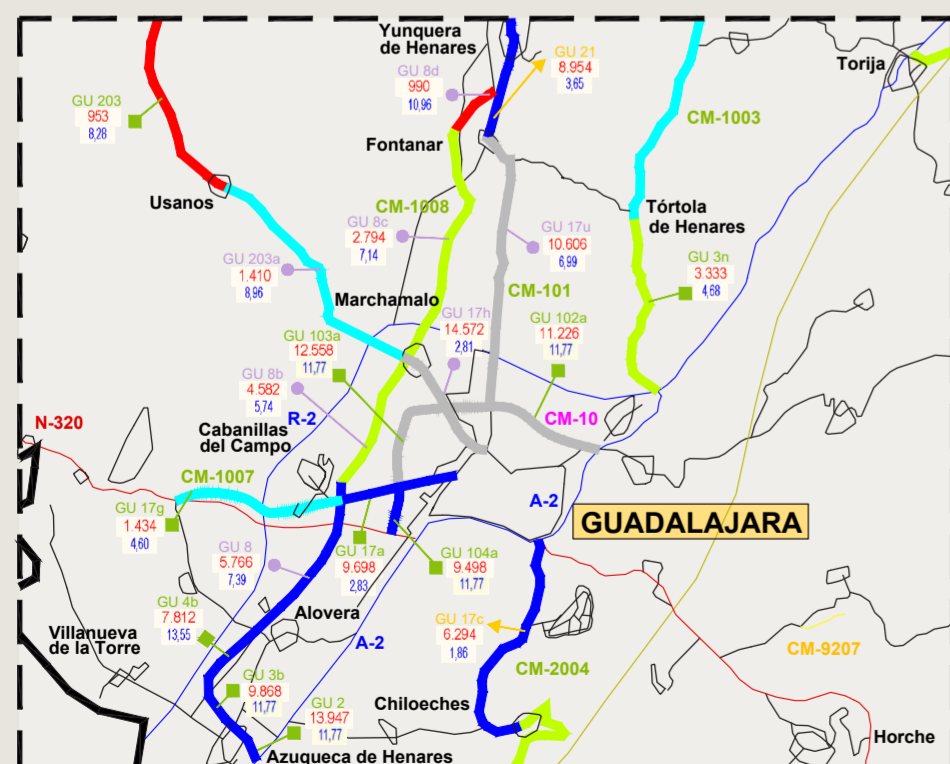 Yunquera
de Henares
GU 21
8.954
3,65
Torija
GU 8d
990
10,96
GU 203
953
8,28
CM-1003
Fontanar
Usanos
CM-1008
Tórtola
de Henares
GU 8c
2.794
7,14
GU 17u
10.606
6,99
GU 203a
1.410
8,96
GU 3n
3.333
4,68
Marchamalo
CM-101
GU 17h
14.572
2,81
GU 102a
11.226
11,77
GU 103a
12.558
11,77
GU 8b
4.582
5,74
R-2
CM-10
N-320
Cabanillas
del Campo
CM-1007
A-2
GUADALAJARA
GU 17g
1.434
4,60
GU 8
5.766
7,39
GU 17a
9.698
2,83
GU 104a
9.498
11,77
GU 4b
7.812
13,55
Alovera
GU 17c
6.294
1,86
Villanueva
de la Torre
A-2
CM-9207
CM-2004
GU 3b
9.868
11,77
GU 2
13.947
11,77
Chiloeches
Horche
Azuqueca de Henares